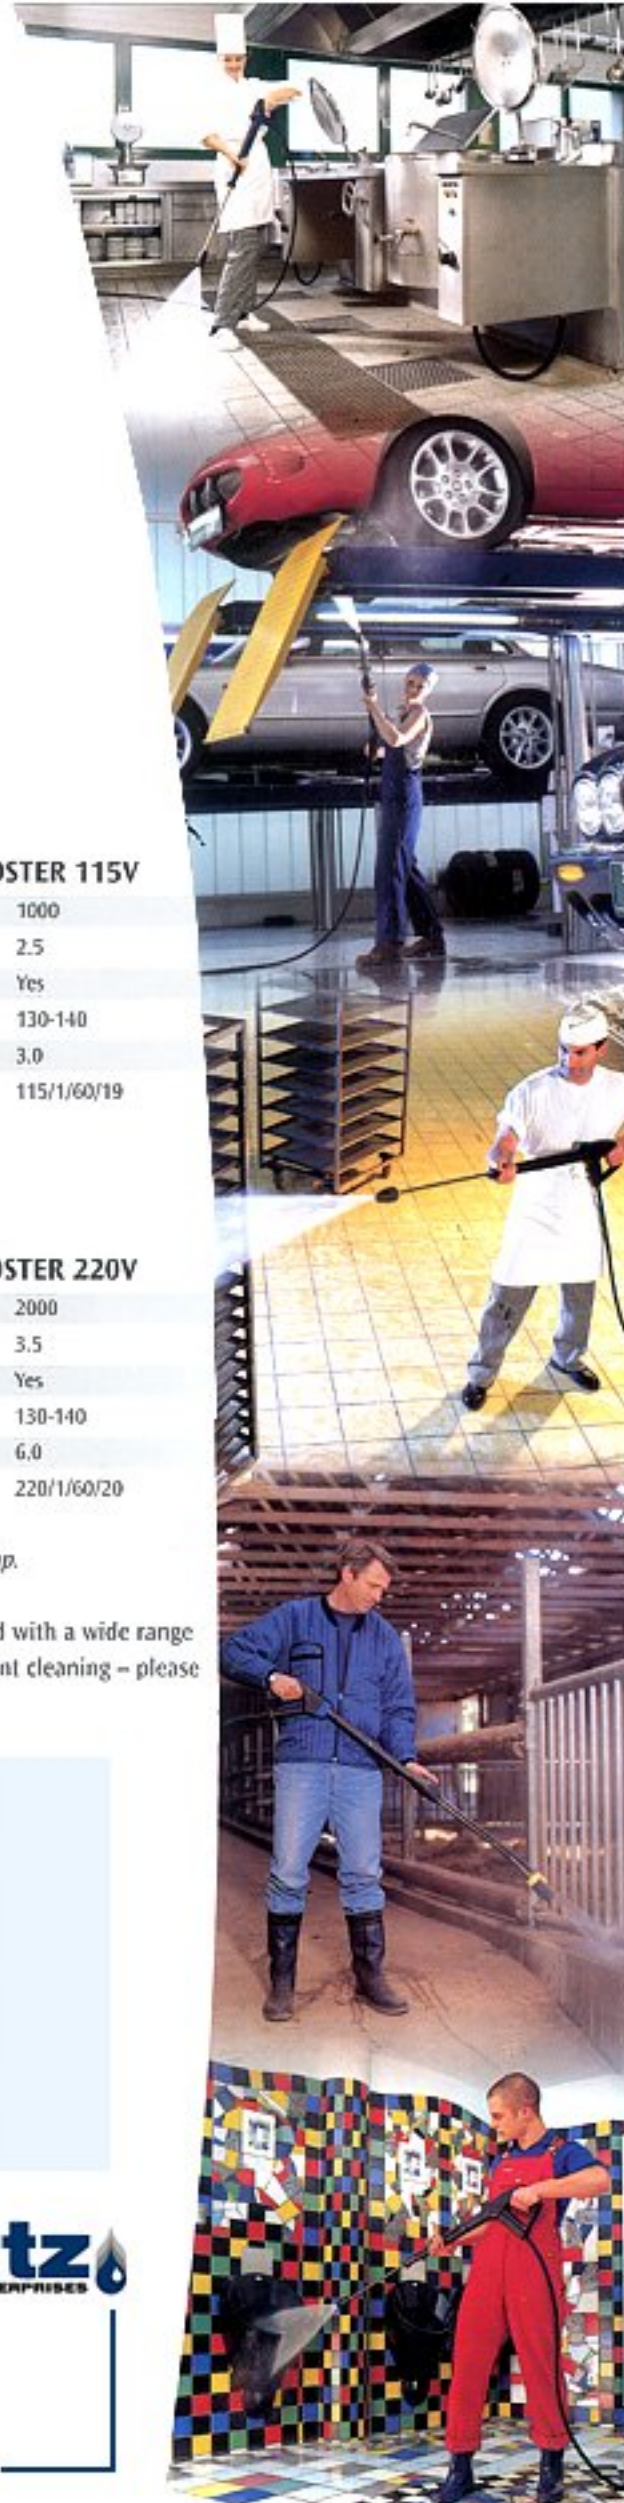 OSTER 115V
1000
2.5
Yes
130-140
3.0
115/1/60/19
OSTER 220V
2000
3.5
Yes
130-140
6.0
220/1/60/20
p.
d with a wide range
nt cleaning – please
tz
ERPRISES